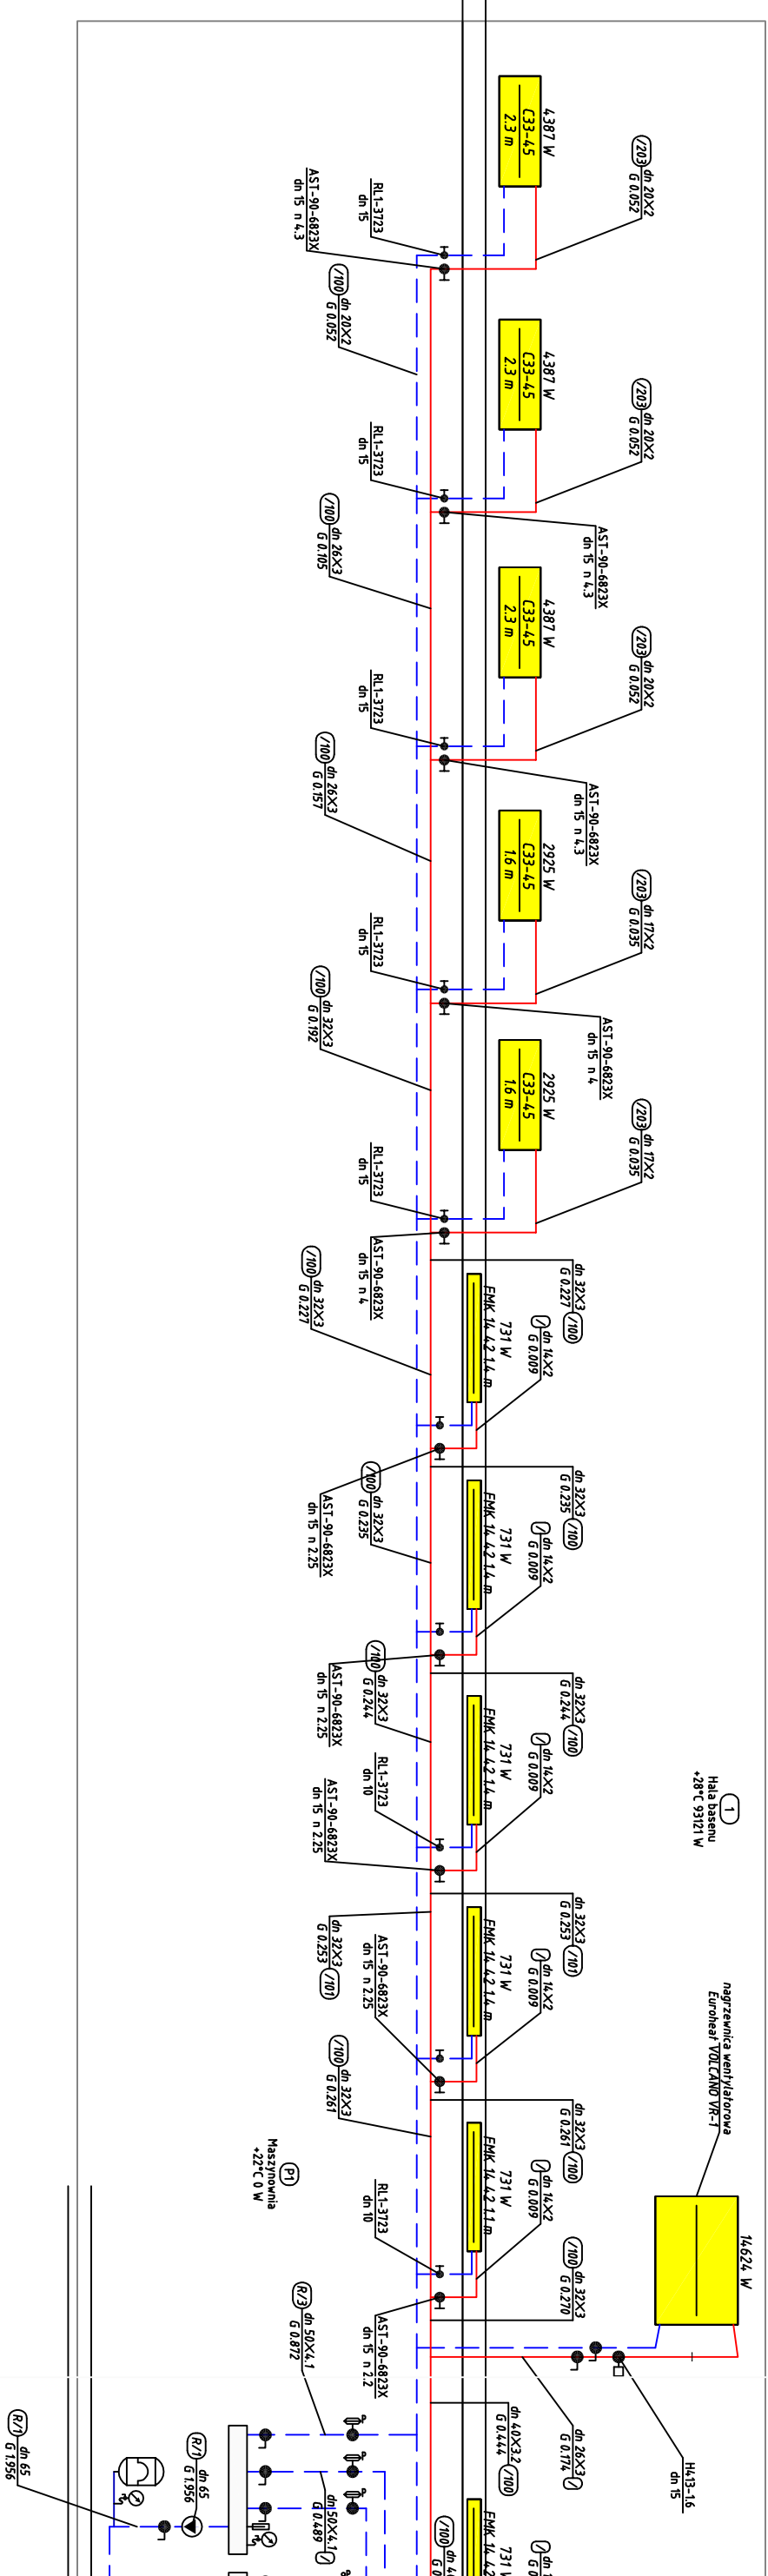 4387 W
C33-45
2.3 m
/203 dn 20X2
G 0.052
RL1-3723
dn 15
AST-90-6823X
dn 15 n 4.3
/100 dn 20X2
G 0.052
4387 W
C33-45
2.3 m
/203 dn 20X2
G 0.052
RL1-3723
dn 15
AST-90-6823X
dn 15 n 4.3
/100 dn 26X3
G 0.105
4387 W
C33-45
2.3 m
/203 dn 20X2
G 0.052
RL1-3723
dn 15
AST-90-6823X
dn 15 n 4.3
/100 dn 26X3
G 0.157
2925 W
C33-45
1.6 m
/203 dn 17X2
G 0.035
RL1-3723
dn 15
AST-90-6823X
dn 15 n 4
/100 dn 32X3
G 0.192
2925 W
C33-45
1.6 m
/203 dn 17X2
G 0.035
RL1-3723
dn 15
AST-90-6823X
dn 15 n 4
/100 dn 32X3
G 0.227
dn 32X3 /100
G 0.227
731 W
FMK 14 42 1.4 m
/ dn 14X2
G 0.009
AST-90-6823X
dn 15 n 2.25
/100 dn 32X3
G 0.235
dn 32X3 /100
G 0.235
731 W
FMK 14 42 1.4 m
/ dn 14X2
G 0.009
AST-90-6823X
dn 15 n 2.25
/100 dn 32X3
G 0.244
dn 32X3 /100
G 0.244
731 W
FMK 14 42 1.4 m
/ dn 14X2
G 0.009
RL1-3723
dn 10
AST-90-6823X
dn 15 n 2.25
1
Hala basenu
+28°C 93121 W
dn 32X3 /101
G 0.253
dn 32X3 /101
G 0.253
731 W
FMK 14 42 1.4 m
/ dn 14X2
G 0.009
AST-90-6823X
dn 15 n 2.25
nagrzewnica wentylatorowa
Euroheat VOLCANO VR-1
/100 dn 32X3
G 0.261
dn 32X3 /100
G 0.261
731 W
FMK 14 42 1.1 m
/ dn 14X2
G 0.009
P1
Maszynownia
+22°C 0 W
RL1-3723
dn 10
/100 dn 32X3
G 0.270
AST-90-6823X
dn 15 n 2.2
14624 W
R/3 dn 50X4.1
G 0.872
dn 40X3.2 /100
G 0.444
dn 26X3 /
G 0.174
H413-1.6
dn 15
R/1 dn 65
G 1.956
R/1 dn 65
G 1.956
dn 50X4.1 /
G 0.489